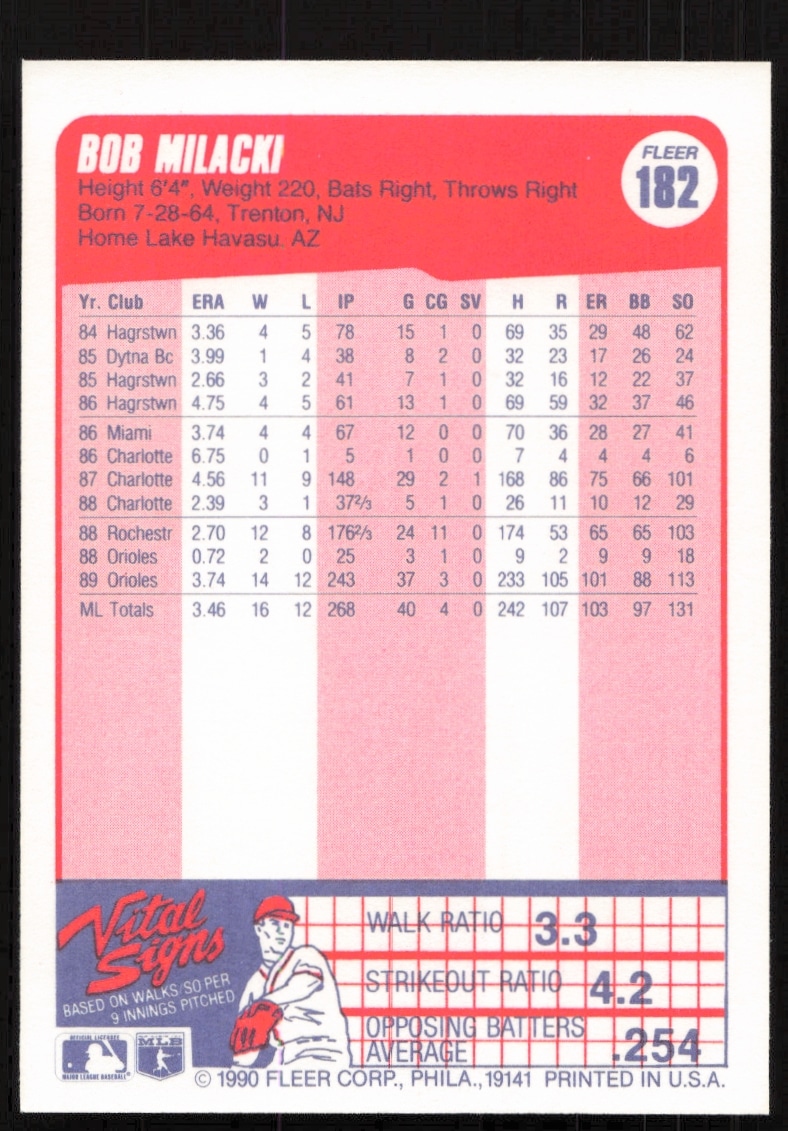 BOB MILACKI
Height 6'4", Weight 220, Bats Right, Throws Right
Born 7-28-64, Trenton, NJ
Home Lake Havasu, AZ
FLEER
182
Yr. Club ERA W L IP G CG SV H R ER BB SO
84 Hagrstwn 3.36 4 5 78 15 1 0 69 35 29 48 62
85 Dytna Bc 3.99 1 4 38 8 2 0 32 23 17 26 24
85 Hagrstwn 2.66 3 2 41 7 1 0 32 16 12 22 37
86 Hagrstwn 4.75 4 5 61 13 1 0 69 59 32 37 46
86 Miami 3.74 4 4 67 12 0 0 70 36 28 27 41
86 Charlotte 6.75 0 1 5 1 0 0 7 4 4 4 6
87 Charlotte 4.56 11 9 148 29 2 1 168 86 75 66 101
88 Charlotte 2.39 3 1 37⅔ 5 1 0 26 11 10 12 29
88 Rochestr 2.70 12 8 176⅔ 24 11 0 174 53 65 65 103
88 Orioles 0.72 2 0 25 3 1 0 9 2 9 9 18
89 Orioles 3.74 14 12 243 37 3 0 233 105 101 88 113
ML Totals 3.46 16 12 268 40 4 0 242 107 103 97 131
Vital
Signs
BASED ON WALKS/SO PER
9 INNINGS PITCHED
WALK RATIO 3.3
STRIKEOUT RATIO 4.2
OPPOSING BATTERS
AVERAGE .254
OFFICIAL LICENSEE
MAJOR LEAGUE BASEBALL
MLB
© 1990 FLEER CORP., PHILA., 19141 PRINTED IN U.S.A.